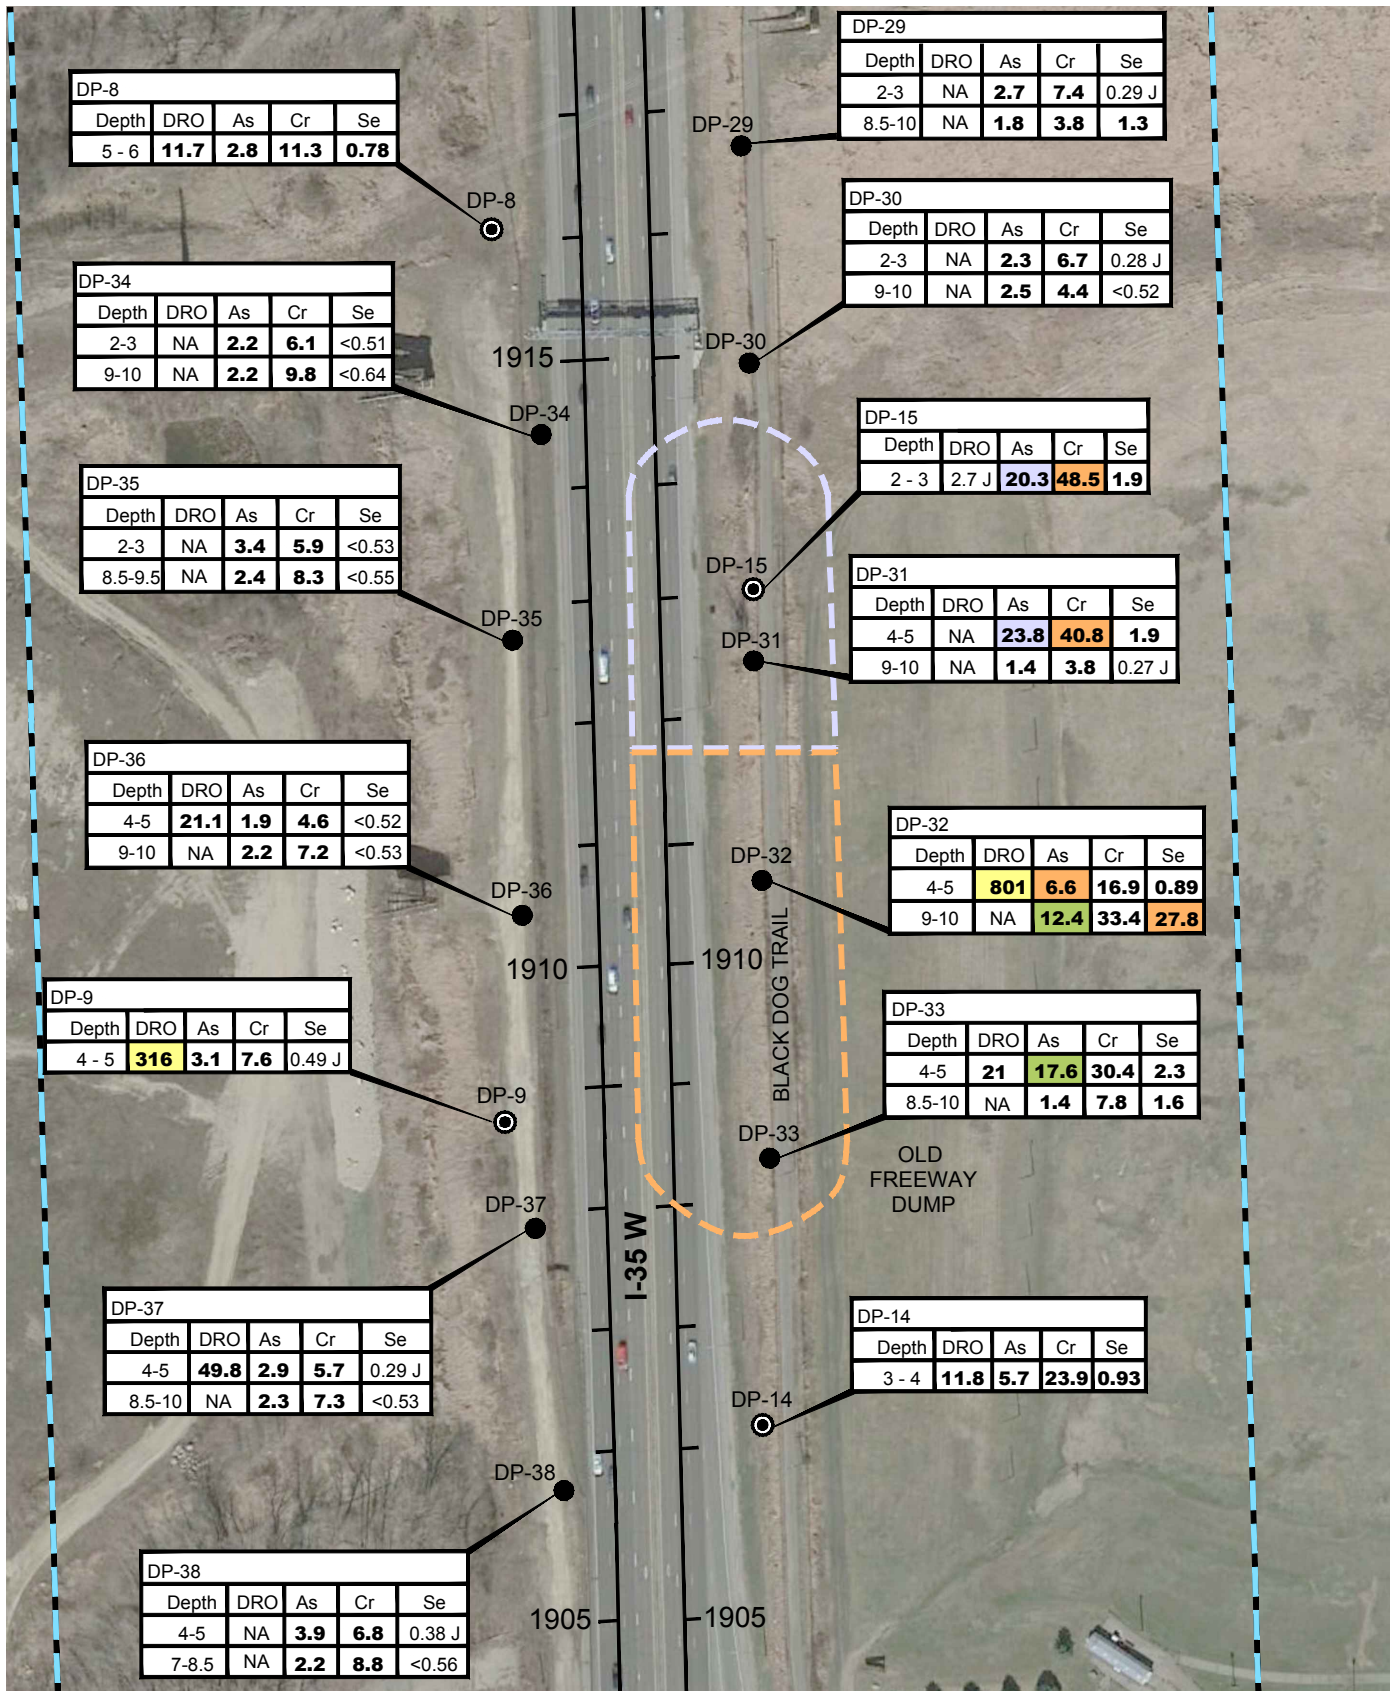 DP-8
Depth DRO As Cr Se
5 - 6 11.7 2.8 11.3 0.78
DP-8
DP-29
Depth DRO As Cr Se
2-3 NA 2.7 7.4 0.29 J
8.5-10 NA 1.8 3.8 1.3
DP-29
DP-30
Depth DRO As Cr Se
2-3 NA 2.3 6.7 0.28 J
9-10 NA 2.5 4.4 <0.52
DP-30
DP-34
Depth DRO As Cr Se
2-3 NA 2.2 6.1 <0.51
9-10 NA 2.2 9.8 <0.64
DP-34
1915
DP-15
Depth DRO As Cr Se
2 - 3 2.7 J 20.3 48.5 1.9
DP-15
DP-35
Depth DRO As Cr Se
2-3 NA 3.4 5.9 <0.53
8.5-9.5 NA 2.4 8.3 <0.55
DP-35
DP-31
Depth DRO As Cr Se
4-5 NA 23.8 40.8 1.9
9-10 NA 1.4 3.8 0.27 J
DP-31
DP-36
Depth DRO As Cr Se
4-5 21.1 1.9 4.6 <0.52
9-10 NA 2.2 7.2 <0.53
DP-36
DP-32
Depth DRO As Cr Se
4-5 801 6.6 16.9 0.89
9-10 NA 12.4 33.4 27.8
DP-32
1910
1910
BLACK DOG TRAIL
DP-9
Depth DRO As Cr Se
4 - 5 316 3.1 7.6 0.49 J
DP-9
DP-33
Depth DRO As Cr Se
4-5 21 17.6 30.4 2.3
8.5-10 NA 1.4 7.8 1.6
DP-33
OLD
FREEWAY
DUMP
DP-37
I-35 W
DP-37
Depth DRO As Cr Se
4-5 49.8 2.9 5.7 0.29 J
8.5-10 NA 2.3 7.3 <0.53
DP-14
Depth DRO As Cr Se
3 - 4 11.8 5.7 23.9 0.93
DP-14
DP-38
DP-38
Depth DRO As Cr Se
4-5 NA 3.9 6.8 0.38 J
7-8.5 NA 2.2 8.8 <0.56
1905
1905